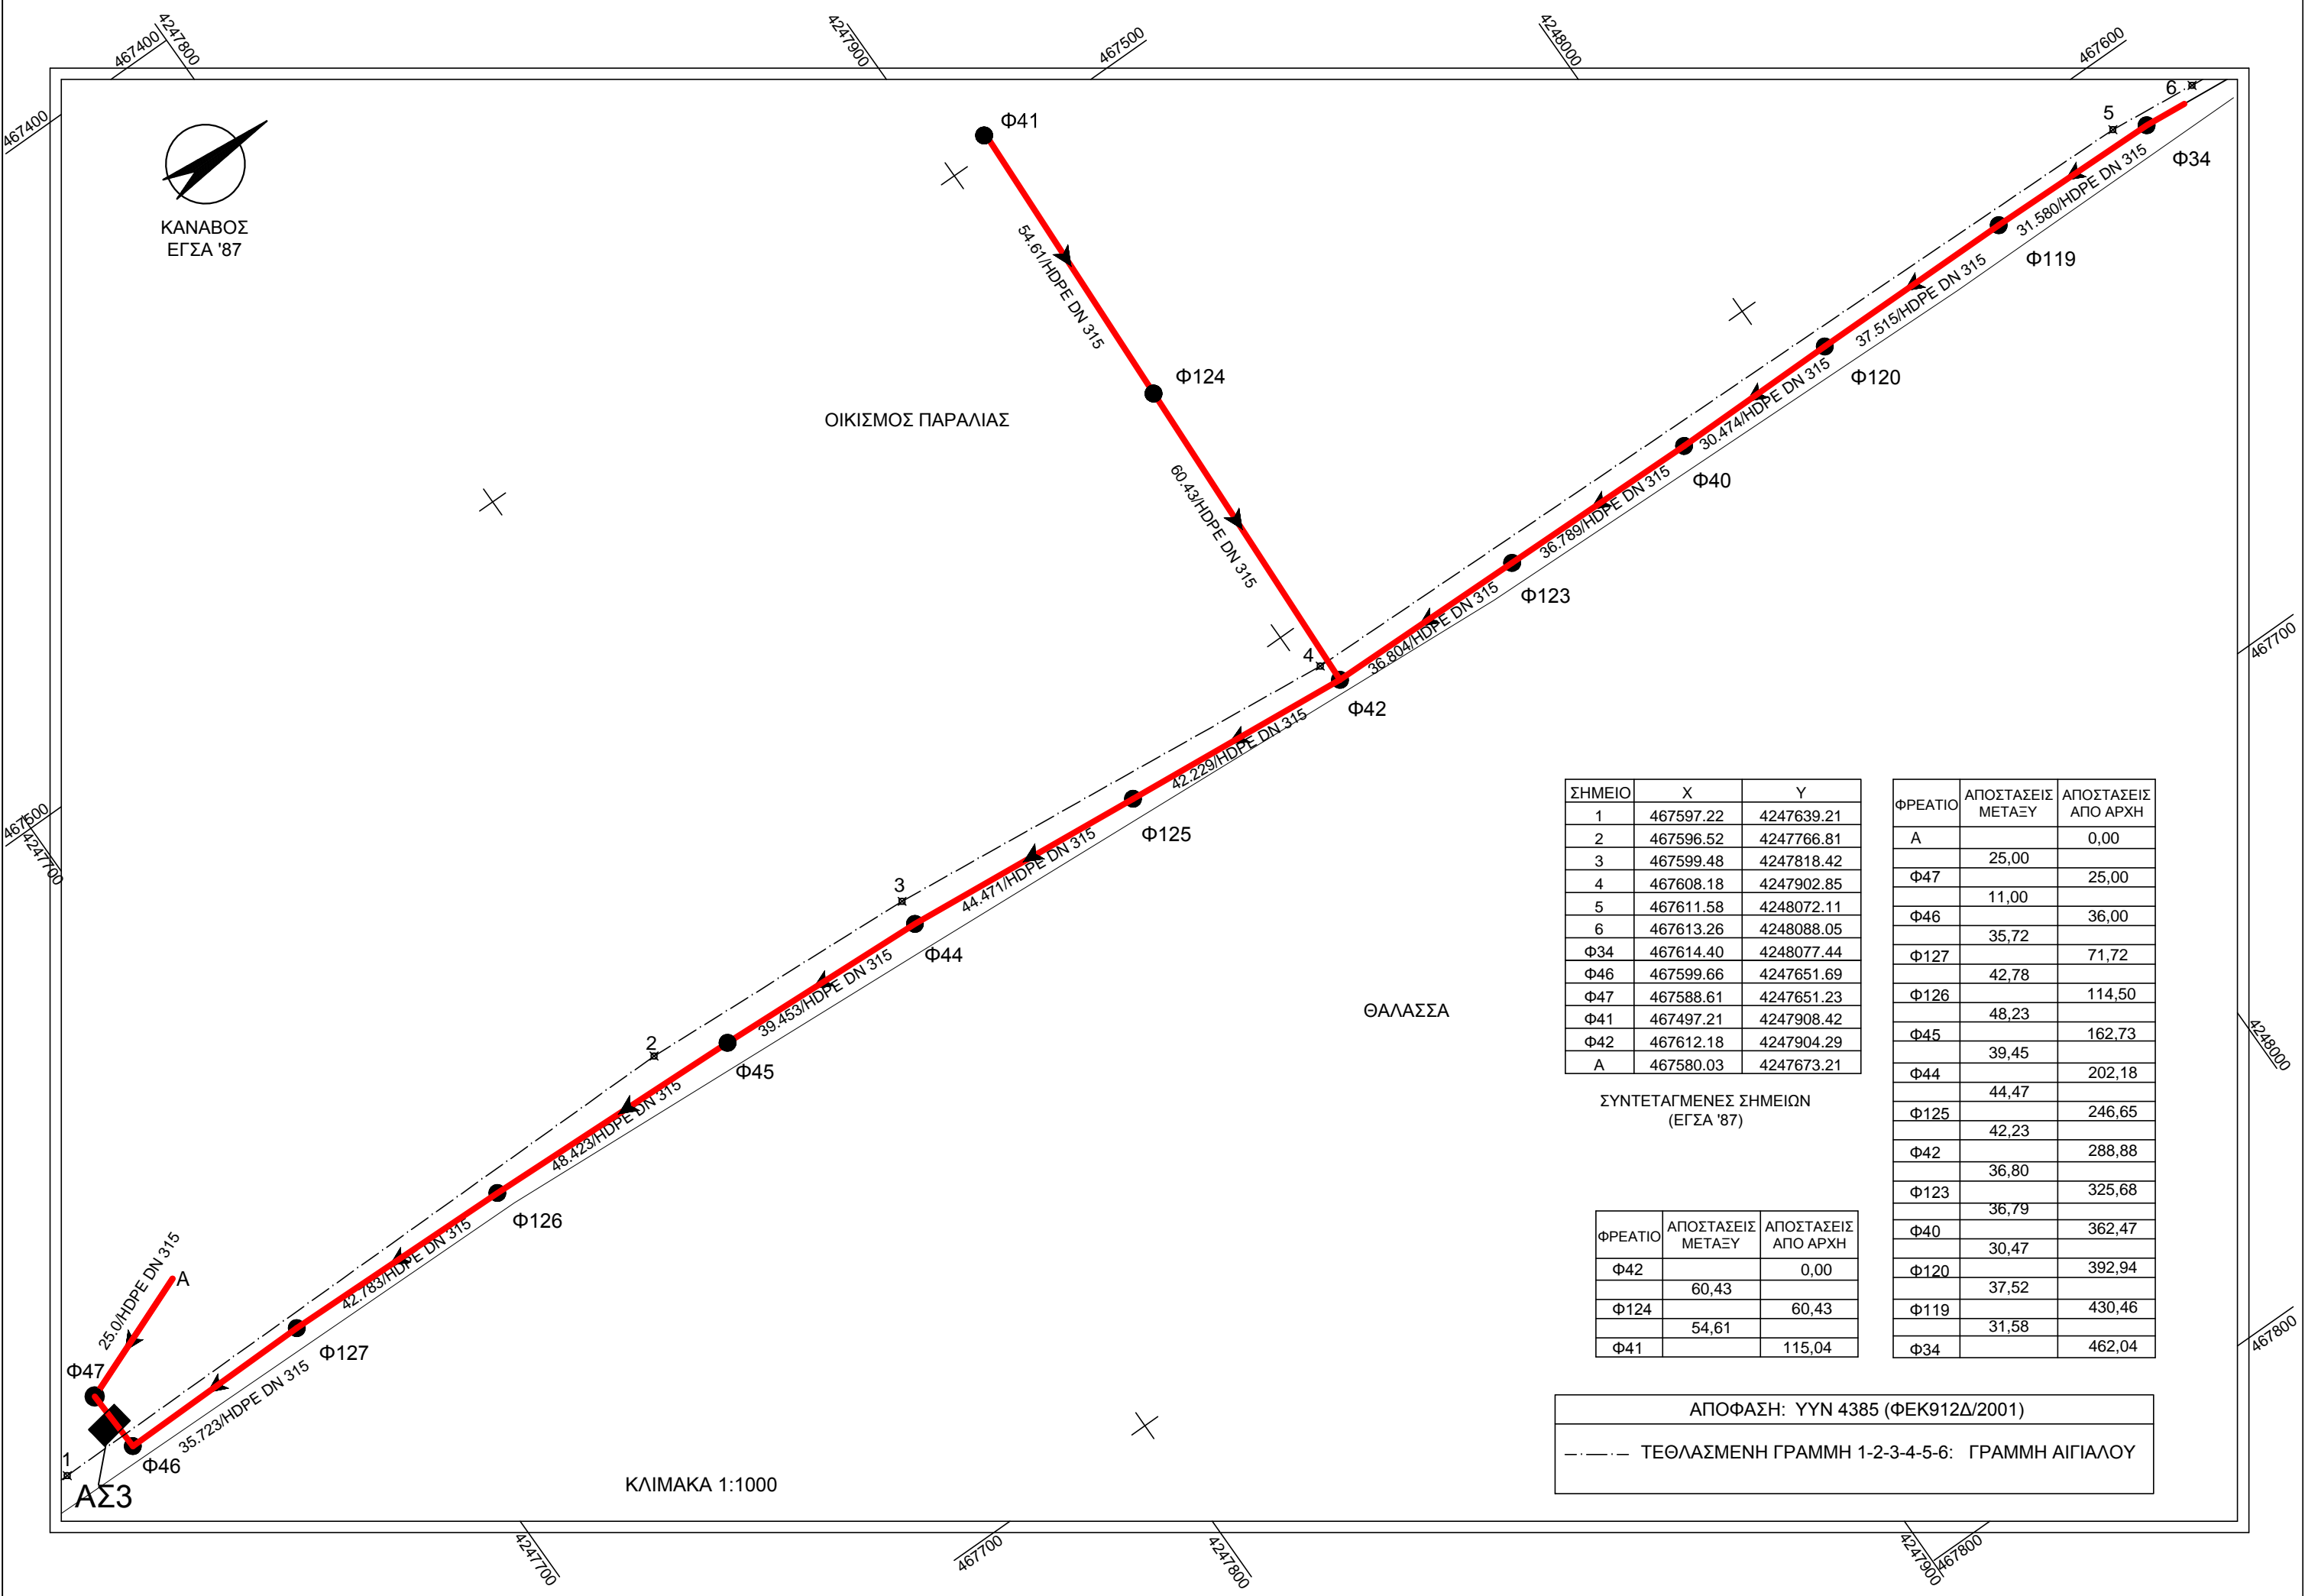 467400
4247800
4247900
467500
4248000
467600
467400
ΚΑΝΑΒΟΣ
ΕΓΣΑ '87
Φ41
54.61/HDPE DN 315
Φ124
60.43/HDPE DN 315
ΟΙΚΙΣΜΟΣ ΠΑΡΑΛΙΑΣ
6
5
Φ34
31.580/HDPE DN 315
Φ119
37.515/HDPE DN 315
Φ120
30.474/HDPE DN 315
Φ40
36.789/HDPE DN 315
Φ123
36.804/HDPE DN 315
4
Φ42
42.229/HDPE DN 315
Φ125
44.471/HDPE DN 315
3
Φ44
39.453/HDPE DN 315
2
Φ45
48.423/HDPE DN 315
Φ126
42.783/HDPE DN 315
Φ127
35.723/HDPE DN 315
25.0/HDPE DN 315
Α
Φ47
Φ46
1
ΑΣ3
ΘΑΛΑΣΣΑ
ΚΛΙΜΑΚΑ 1:1000
467500
4247700
467700
4248000
467800
4247700
467700
4247800
4247900
467800
ΣΗΜΕΙΟ X Y
1 467597.22 4247639.21
2 467596.52 4247766.81
3 467599.48 4247818.42
4 467608.18 4247902.85
5 467611.58 4248072.11
6 467613.26 4248088.05
Φ34 467614.40 4248077.44
Φ46 467599.66 4247651.69
Φ47 467588.61 4247651.23
Φ41 467497.21 4247908.42
Φ42 467612.18 4247904.29
Α 467580.03 4247673.21
ΣΥΝΤΕΤΑΓΜΕΝΕΣ ΣΗΜΕΙΩΝ
(ΕΓΣΑ '87)
ΦΡΕΑΤΙΟ ΑΠΟΣΤΑΣΕΙΣ ΜΕΤΑΞΥ ΑΠΟΣΤΑΣΕΙΣ ΑΠΟ ΑΡΧΗ
Φ42 0,00
60,43
Φ124 60,43
54,61
Φ41 115,04
ΦΡΕΑΤΙΟ ΑΠΟΣΤΑΣΕΙΣ ΜΕΤΑΞΥ ΑΠΟΣΤΑΣΕΙΣ ΑΠΟ ΑΡΧΗ
Α 0,00
25,00
Φ47 25,00
11,00
Φ46 36,00
35,72
Φ127 71,72
42,78
Φ126 114,50
48,23
Φ45 162,73
39,45
Φ44 202,18
44,47
Φ125 246,65
42,23
Φ42 288,88
36,80
Φ123 325,68
36,79
Φ40 362,47
30,47
Φ120 392,94
37,52
Φ119 430,46
31,58
Φ34 462,04
ΑΠΟΦΑΣΗ: ΥΥΝ 4385 (ΦΕΚ912Δ/2001)
ΤΕΘΛΑΣΜΕΝΗ ΓΡΑΜΜΗ 1-2-3-4-5-6: ΓΡΑΜΜΗ ΑΙΓΙΑΛΟΥ